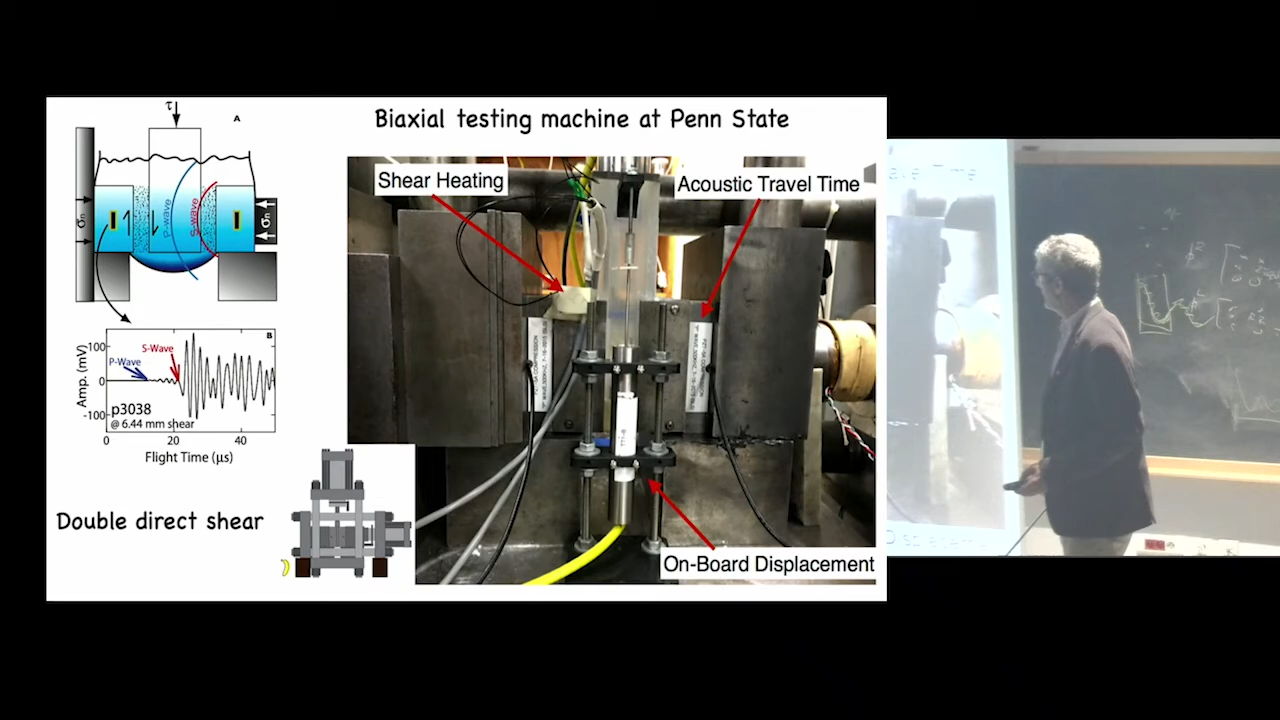 Biaxial testing machine at Penn State
τ
A
σn
P-wave
S-wave
σn
Shear Heating
Acoustic Travel Time
On-Board Displacement
B
Amp. (mV)
100
0
-100
P-Wave
S-Wave
p3038
@ 6.44 mm shear
0
20
40
Flight Time (μs)
Double direct shear